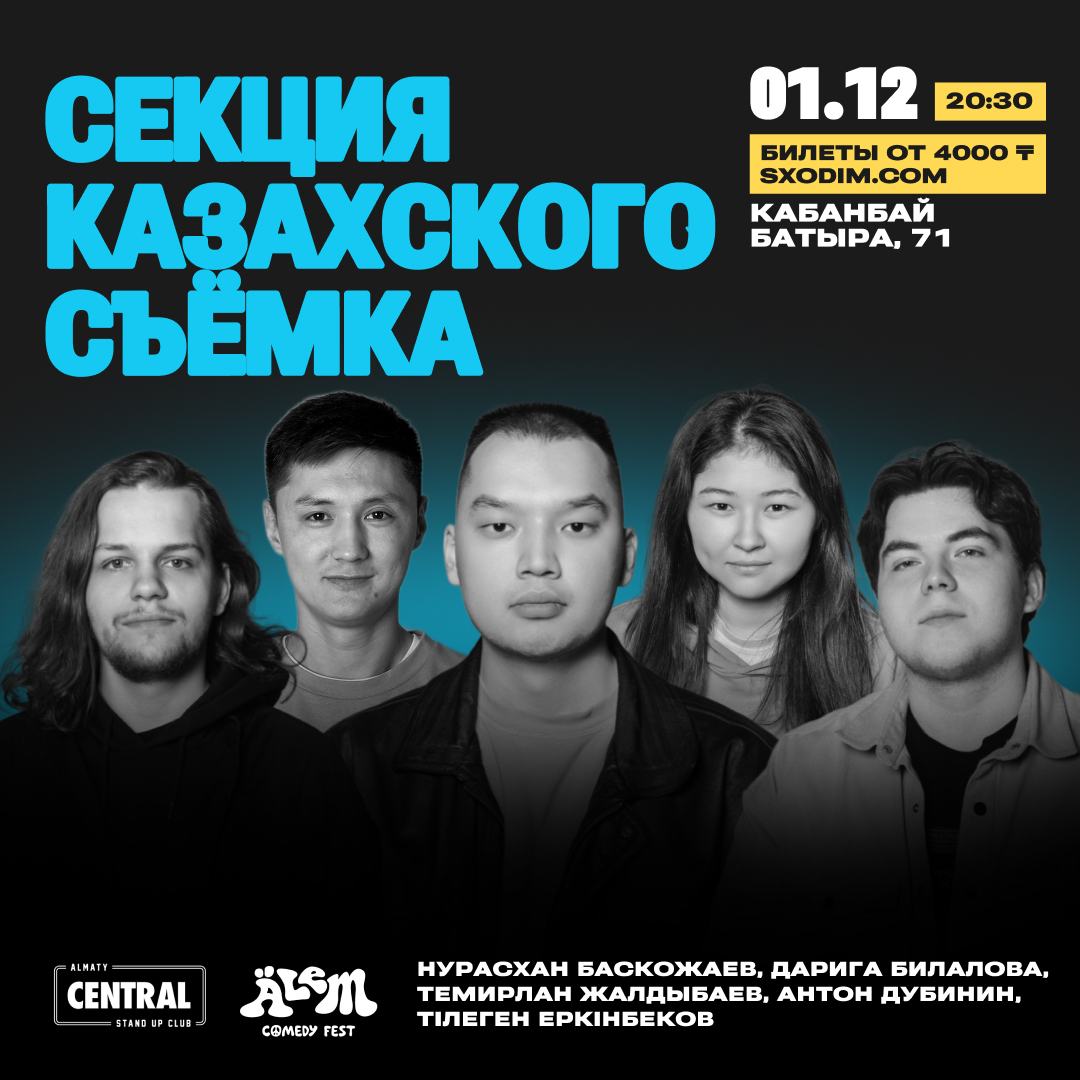 СЕКЦИЯ
КАЗАХСКОГО
СЪЁМКА
01.12 20:30
БИЛЕТЫ ОТ 4000 ₸
SXODIM.COM
КАБАНБАЙ
БАТЫРА, 71
ALMATY
CENTRAL
STAND UP CLUB
ÄLEM
COMEDY FEST
НУРАСХАН БАСКОЖАЕВ, ДАРИГА БИЛАЛОВА,
ТЕМИРЛАН ЖАЛДЫБАЕВ, АНТОН ДУБИНИН,
ТІЛЕГЕН ЕРКІНБЕКОВ